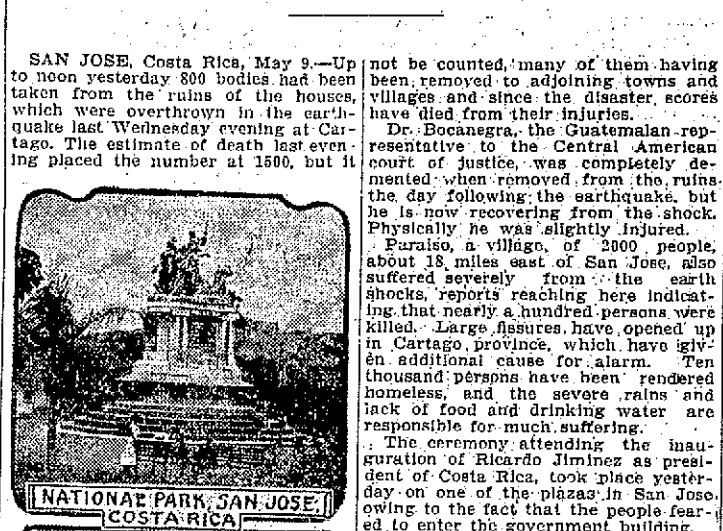 SAN JOSE, Costa Rica, May 9.—Up
to noon yesterday 800 bodies had been
taken from the ruins of the houses,
which were overthrown in the earth-
quake last Wednesday evening at Car-
tago. The estimate of death last even-
ing placed the number at 1500, but it
NATIONAL PARK, SAN JOSE,
COSTA RICA
not be counted, many of them having
been removed to adjoining towns and
villages and since the disaster scores
have died from their injuries.
Dr. Bocanegra, the Guatemalan rep-
resentative to the Central American
court of justice, was completely de-
mented when removed from the ruins
the day following the earthquake, but
he is now recovering from the shock.
Physically he was slightly injured.
Paraiso, a village, of 2000 people,
about 18 miles east of San Jose, also
suffered severely from the earth
shocks, reports reaching here indicat-
ing that nearly a hundred persons were
killed. Large fissures have opened up
in Cartago province, which have giv-
en additional cause for alarm. Ten
thousand persons have been rendered
homeless, and the severe rains and
lack of food and drinking water are
responsible for much suffering.
The ceremony attending the inau-
guration of Ricardo Jiminez as presi-
dent of Costa Rica, took place yester-
day on one of the plazas in San Jose,
owing to the fact that the people fear-
ed to enter the government building.